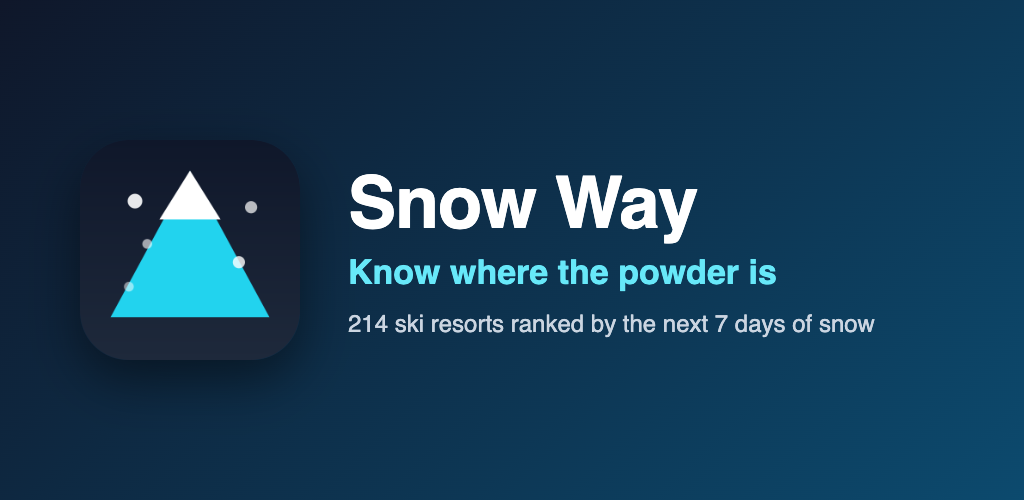 Snow Way
Know where the powder is
214 ski resorts ranked by the next 7 days of snow